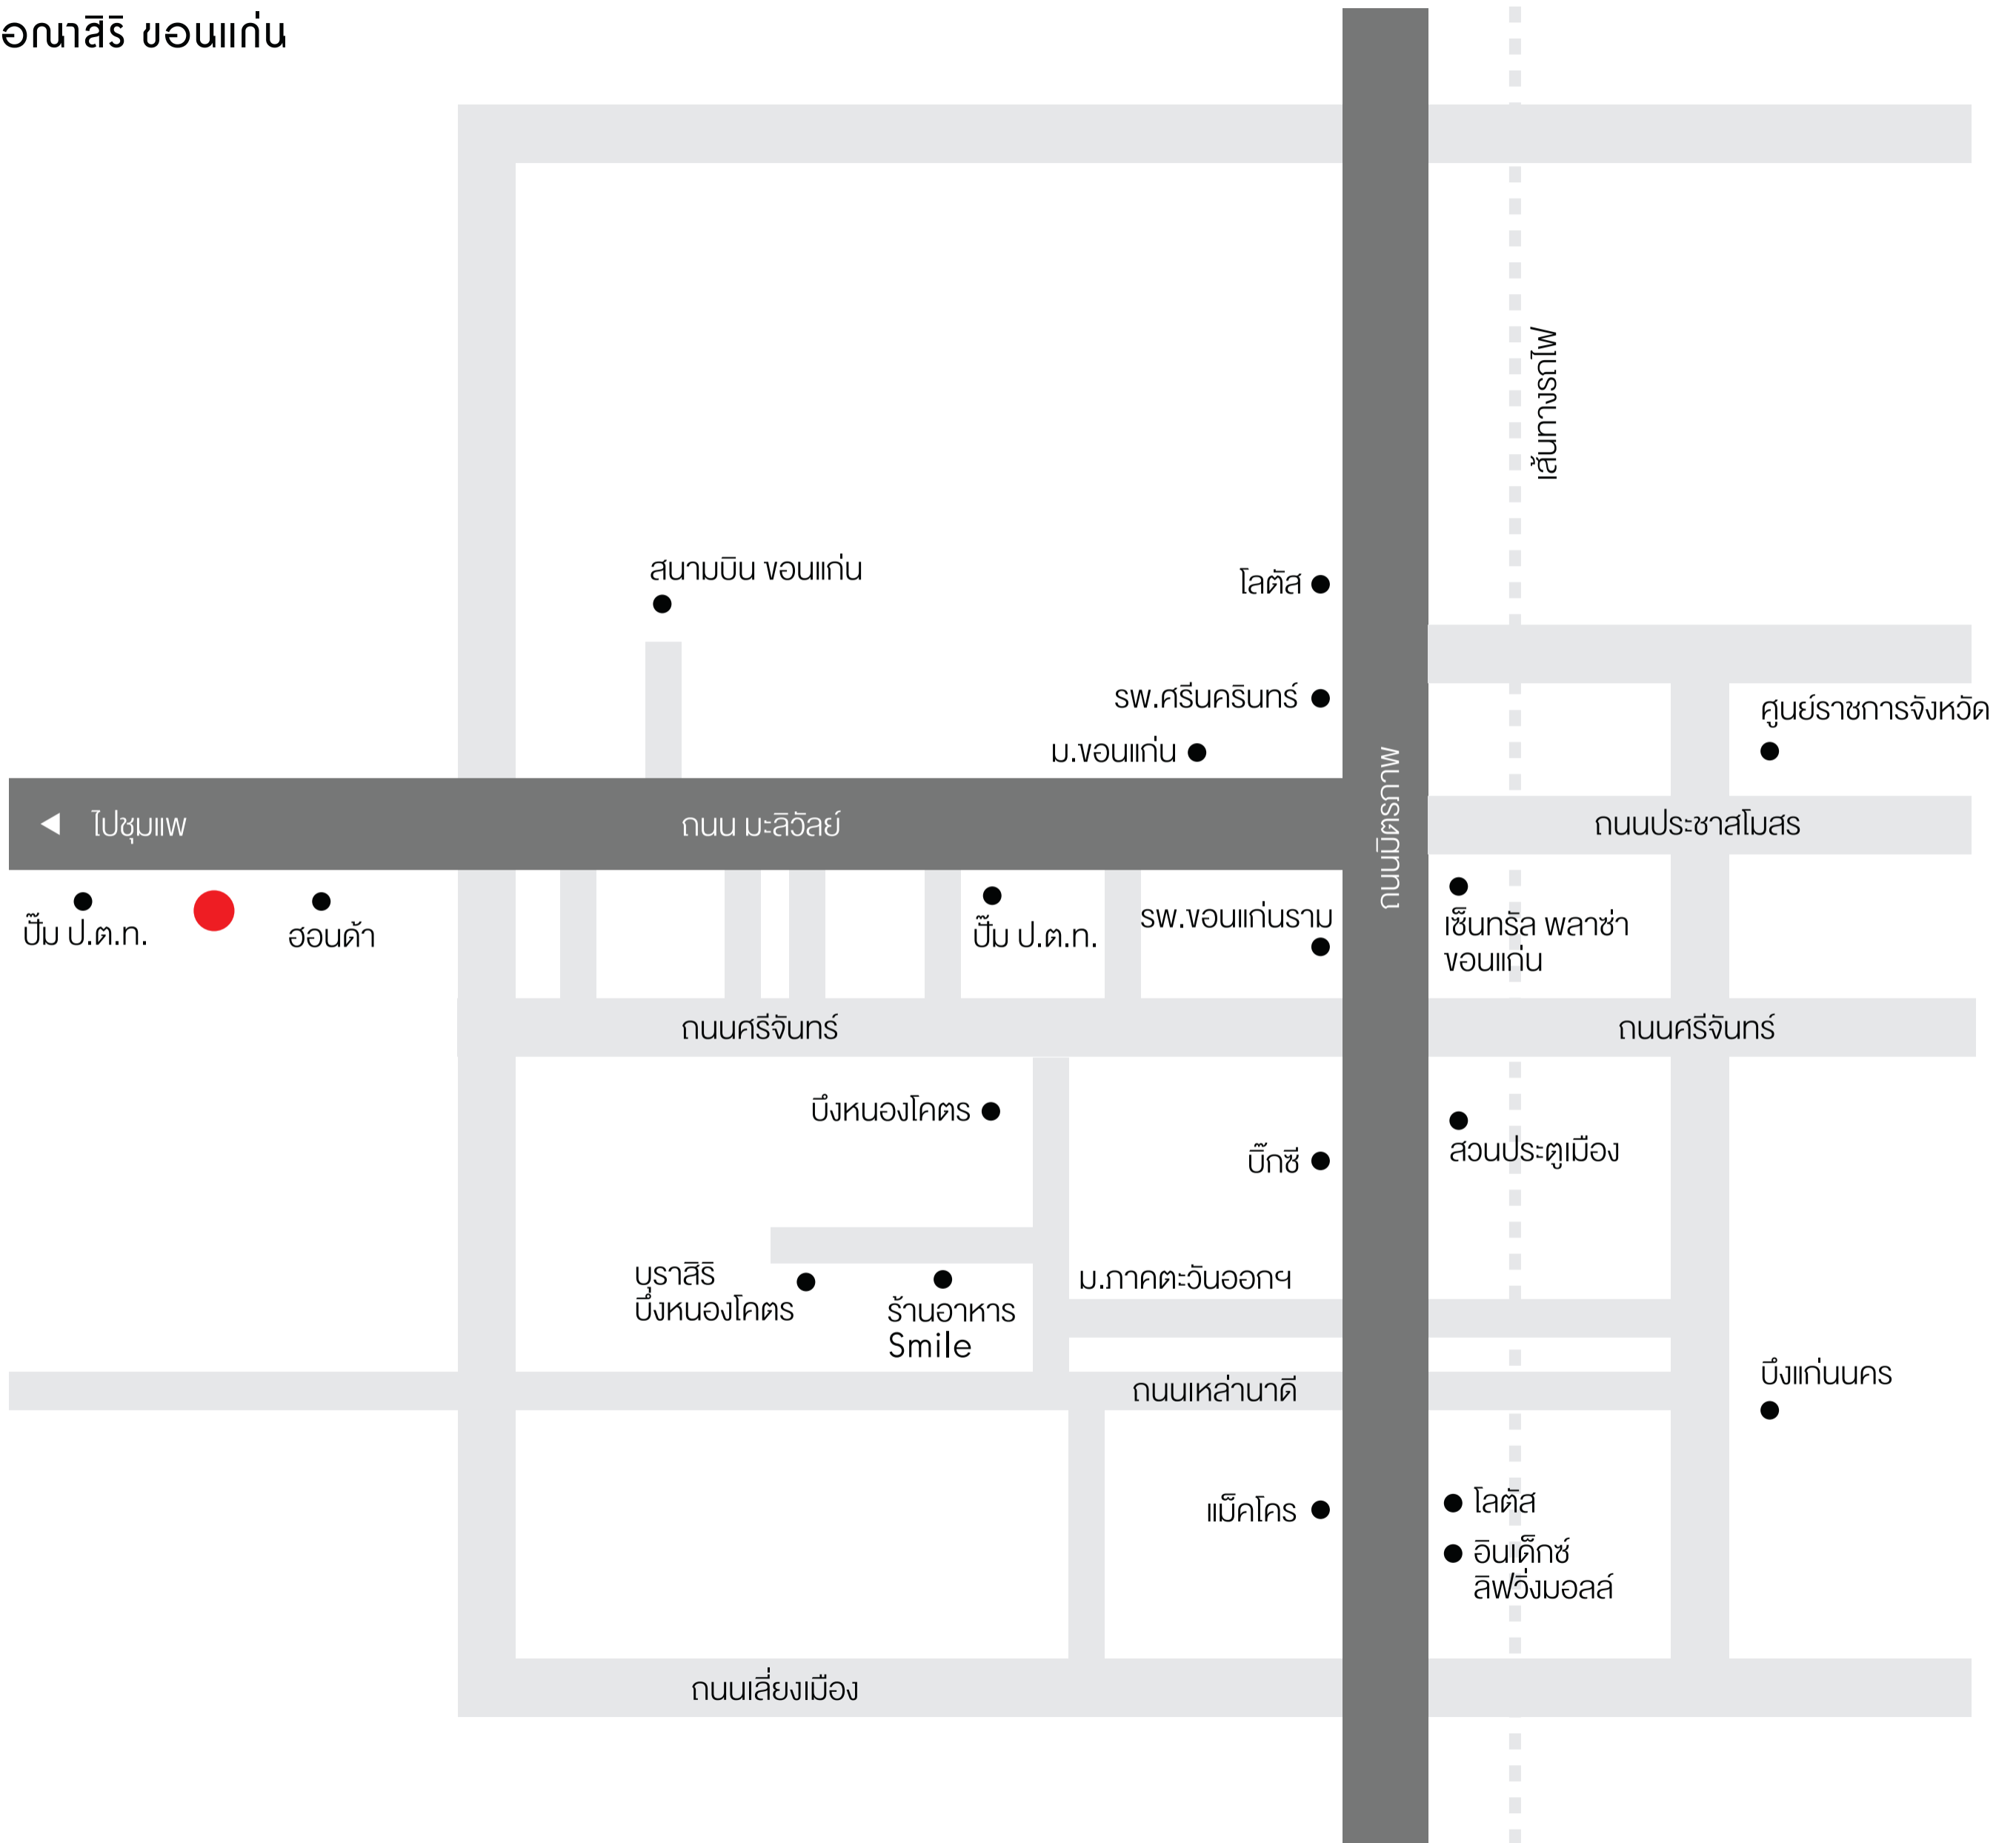 อณาสิริ ขอนแก่น
เส้นทางรถไฟ
สนามบิน ขอนแก่น
โลตัส
รพ.ศรีนครินทร์
ม.ขอนแก่น
ศูนย์ราชการจังหวัด
ไปชุมแพ
ถนน มะลิวัลย์
ถนนมิตรภาพ
ถนนประชาสโมสร
ปั๊ม ป.ต.ท.
ฮอนด้า
ปั๊ม ป.ต.ท.
รพ.ขอนแก่นราม
เซ็นทรัล พลาซ่า
ขอนแก่น
ถนนศรีจันทร์
ถนนศรีจันทร์
บึงหนองโคตร
บิ๊กซี
สวนประตูเมือง
บุราสิริ
บึงหนองโคตร
ร้านอาหาร
Smile
ม.ภาคตะวันออกฯ
ถนนเหล่านาดี
บึงแก่นนคร
แม็คโคร
โลตัส
อินเด็กซ์
ลิฟวิ่งมอลล์
ถนนเลี่ยงเมือง